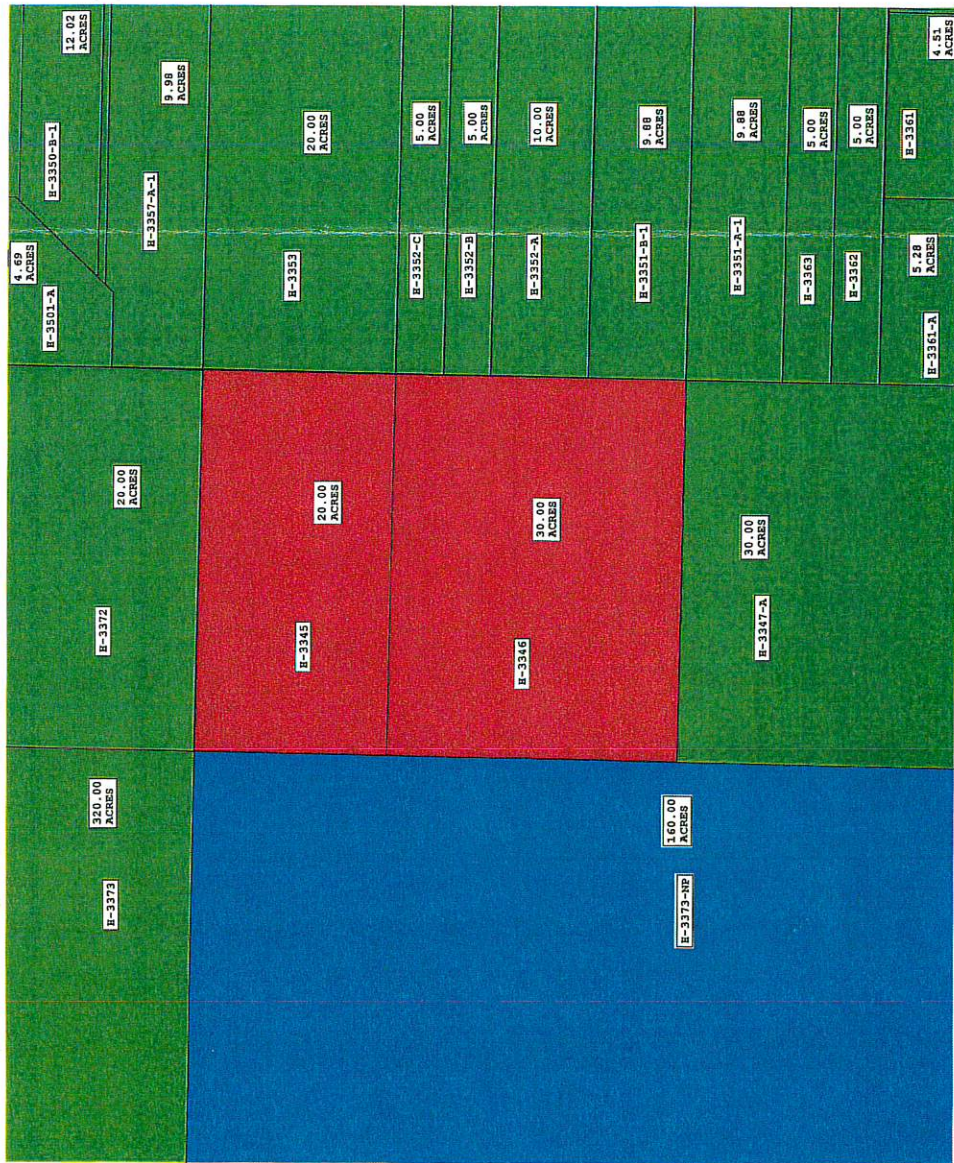 H-3373
320.00
ACRES
H-3372
20.00
ACRES
H-3501-A
4.69
ACRES
H-3350-B-1
12.02
ACRES
H-3357-A-1
9.98
ACRES
H-3345
20.00
ACRES
H-3353
20.00
ACRES
H-3352-C
5.00
ACRES
H-3352-B
5.00
ACRES
H-3346
30.00
ACRES
H-3352-A
10.00
ACRES
H-3351-B-1
9.88
ACRES
H-3373-NP
160.00
ACRES
H-3347-A
30.00
ACRES
H-3351-A-1
9.88
ACRES
H-3363
5.00
ACRES
H-3362
5.00
ACRES
H-3361-A
5.28
ACRES
H-3361
4.51
ACRES